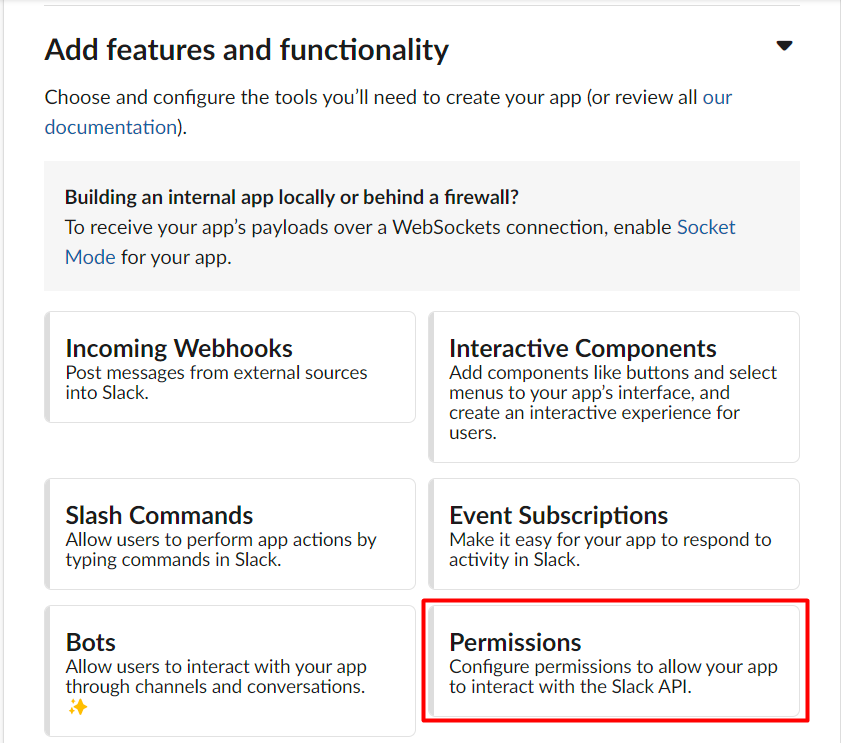 Add features and functionality
Choose and configure the tools you’ll need to create your app (or review all our
documentation).
Building an internal app locally or behind a firewall?
To receive your app’s payloads over a WebSockets connection, enable Socket
Mode for your app.
Incoming Webhooks
Post messages from external sources
into Slack.
Interactive Components
Add components like buttons and select
menus to your app’s interface, and
create an interactive experience for
users.
Slash Commands
Allow users to perform app actions by
typing commands in Slack.
Event Subscriptions
Make it easy for your app to respond to
activity in Slack.
Bots
Allow users to interact with your app
through channels and conversations.
Permissions
Configure permissions to allow your app
to interact with the Slack API.